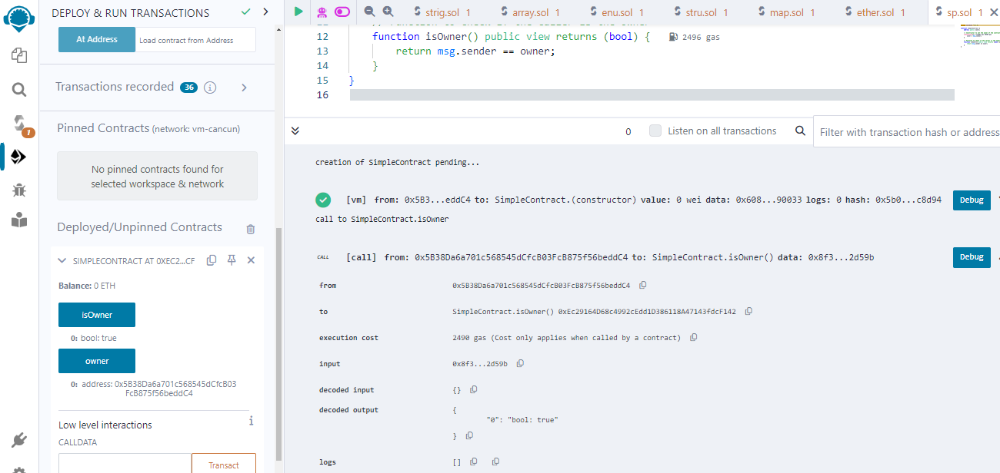 DEPLOY & RUN TRANSACTIONS
At Address
Load contract from Address
Transactions recorded 36
Pinned Contracts (network: vm-cancun)
No pinned contracts found for
selected workspace & network
Deployed/Unpinned Contracts
SIMPLECONTRACT AT 0XEC2...CF
Balance: 0 ETH
isOwner
0: bool: true
owner
0: address: 0x5B38Da6a701c568545dCfcB03
FcB875f56beddC4
Low level interactions
CALLDATA
Transact
1
strig.sol 1
array.sol 1
enu.sol 1
stru.sol 1
map.sol 1
ether.sol 1
sp.sol 1
12 function isOwner() public view returns (bool) { 2496 gas
13 return msg.sender == owner;
14 }
15 }
16
0
Listen on all transactions
Filter with transaction hash or address
creation of SimpleContract pending...
[vm] from: 0x5B3...eddC4 to: SimpleContract.(constructor) value: 0 wei data: 0x608...90033 logs: 0 hash: 0x5b0...c8d94
Debug
call to SimpleContract.isOwner
CALL [call] from: 0x5B38Da6a701c568545dCfcB03FcB875f56beddC4 to: SimpleContract.isOwner() data: 0x8f3...2d59b
Debug
from 0x5B38Da6a701c568545dCfcB03FcB875f56beddC4
to SimpleContract.isOwner() 0xEc29164D68c4992cEdd1D386118A47143fdcF142
execution cost 2490 gas (Cost only applies when called by a contract)
input 0x8f3...2d59b
decoded input {}
decoded output {
"0": "bool: true"
}
logs []